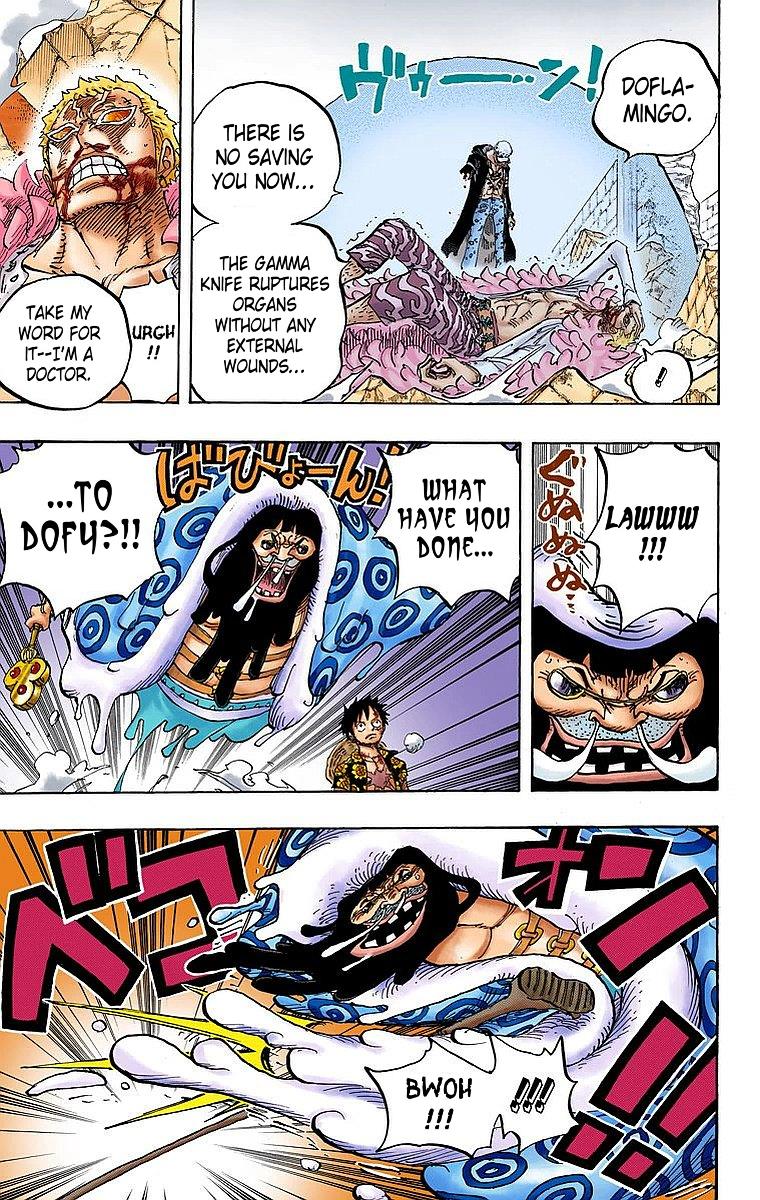 DOFLA-
MINGO.
ヴゥーー…ン!
THERE IS
NO SAVING
YOU NOW...
THE GAMMA
KNIFE RUPTURES
ORGANS
WITHOUT ANY
EXTERNAL
WOUNDS...
!
URGH
!!
TAKE MY
WORD FOR
IT--I'M A
DOCTOR.
LAWWW
!!!
ぐぬぬぬ…
WHAT
HAVE YOU
DONE...
ばびょーん!
...TO
DOFY?!!
ベコォン!!
BWOH
!!!
!!!